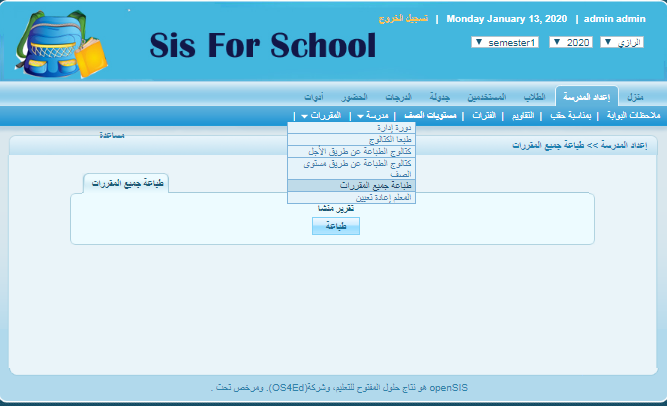 تسجيل الخروج | Monday January 13, 2020 | admin admin
Sis For School
الرازي 2020 semester1
منزل إعداد المدرسة الطلاب المستخدمين جدولة الدرجات الحضور أدوات
ملاحظات البوابة | بمناسبة حقب | التقاويم | الفترات | مستويات الصف | مدرسة | المقررات |
دورة إدارة
طبعا الكتالوج
كتالوج الطباعة عن طريق الأجل
كتالوج الطباعة عن طريق مستوى
الصف
طباعة جميع المقررات
المعلم إعادة تعيين
مساعدة
إعداد المدرسة >> طباعة جميع المقررات
طباعة جميع المقررات
تقرير منشا
طباعة
openSIS هو نتاج حلول المفتوح للتعليم، وشركة(OS4Ed). ومرخص تحت .